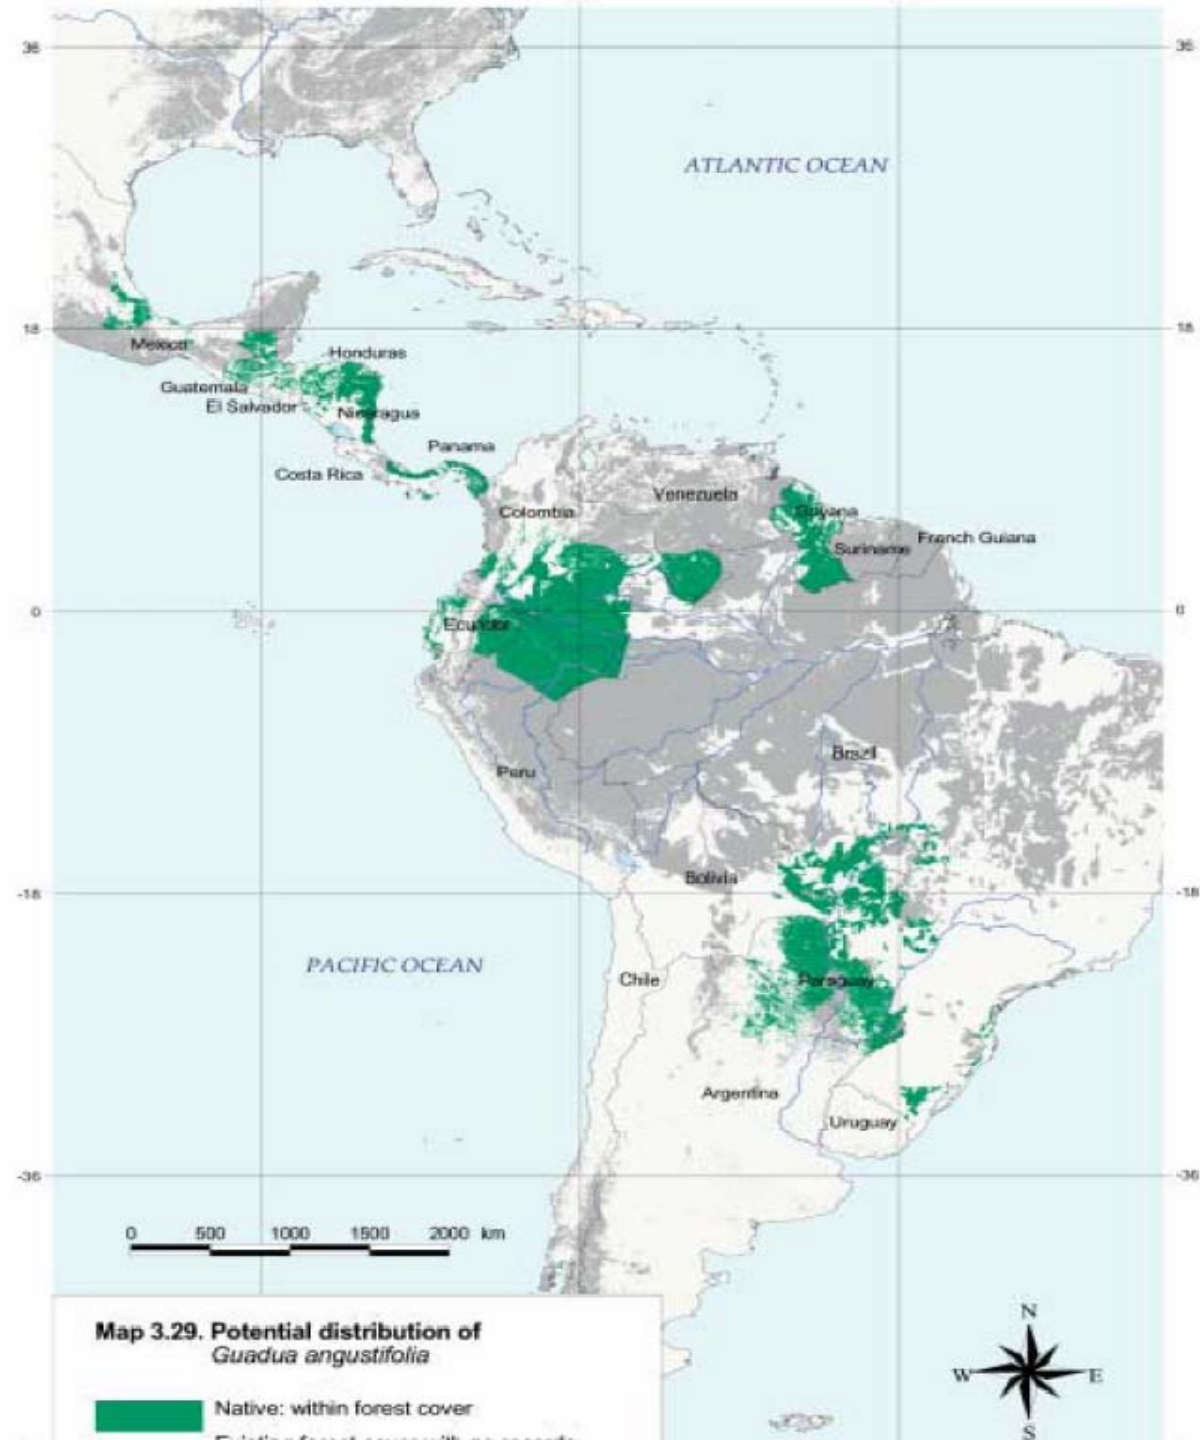 36
36
ATLANTIC OCEAN
18
18
Mexico
Honduras
Guatemala
El Salvador
Nicaragua
Panama
Costa Rica
Venezuela
Colombia
Guyana
French Guiana
Suriname
0
0
Ecuador
Brazil
Peru
Bolivia
-18
-18
PACIFIC OCEAN
Chile
Paraguay
Argentina
Uruguay
-36
-36
0 500 1000 1500 2000 km
Map 3.29. Potential distribution of
Guadua angustifolia
N
W E
S
Native: within forest cover